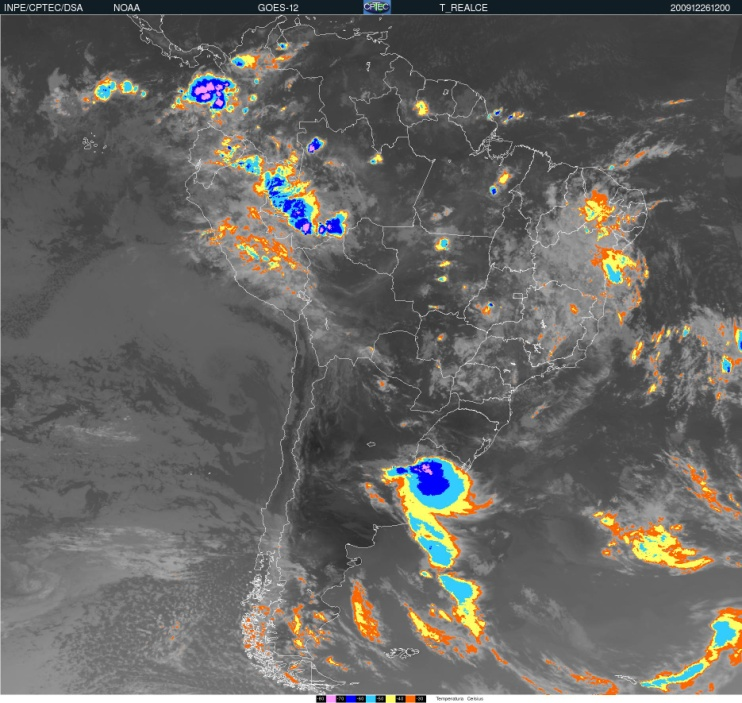 INPE/CPTEC/DSA NOAA GOES-12 CPTEC T_REALCE 200912261200
-80 -70 -60 -50 -40 -30 Temperatura Celsius